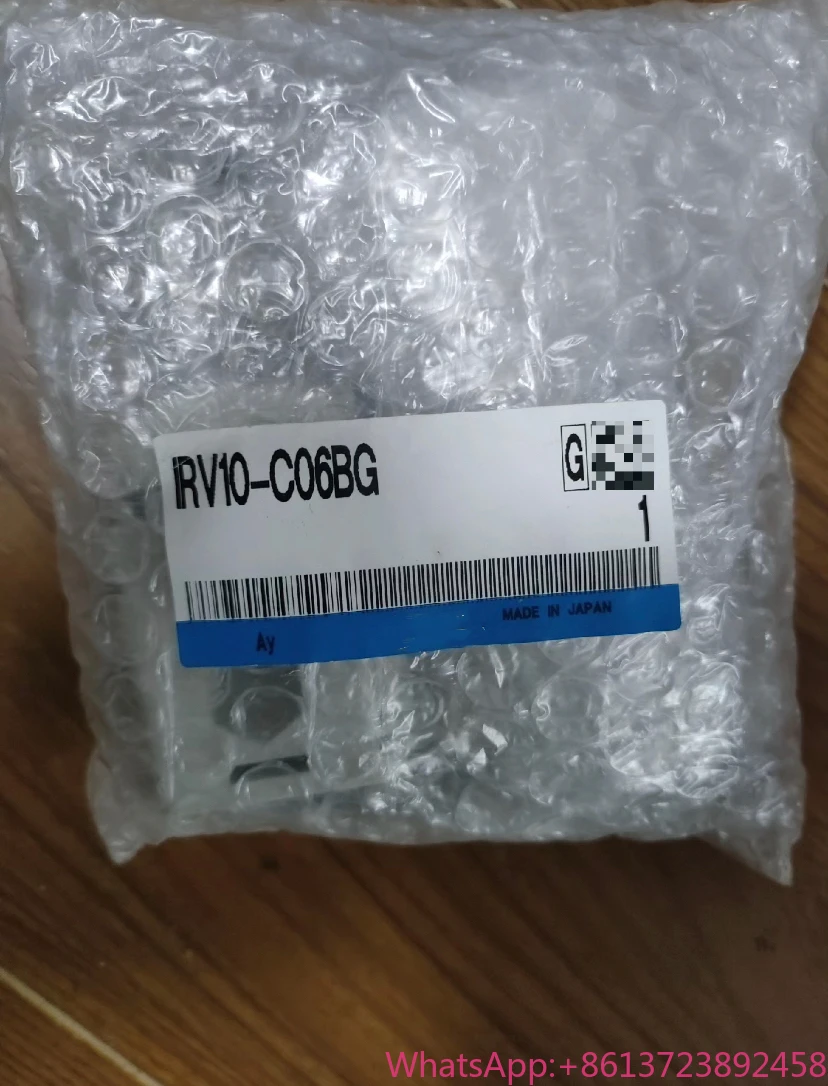 IRV10-C06BG
G
1
MADE IN JAPAN
Ay
WhatsApp:+8613723892458